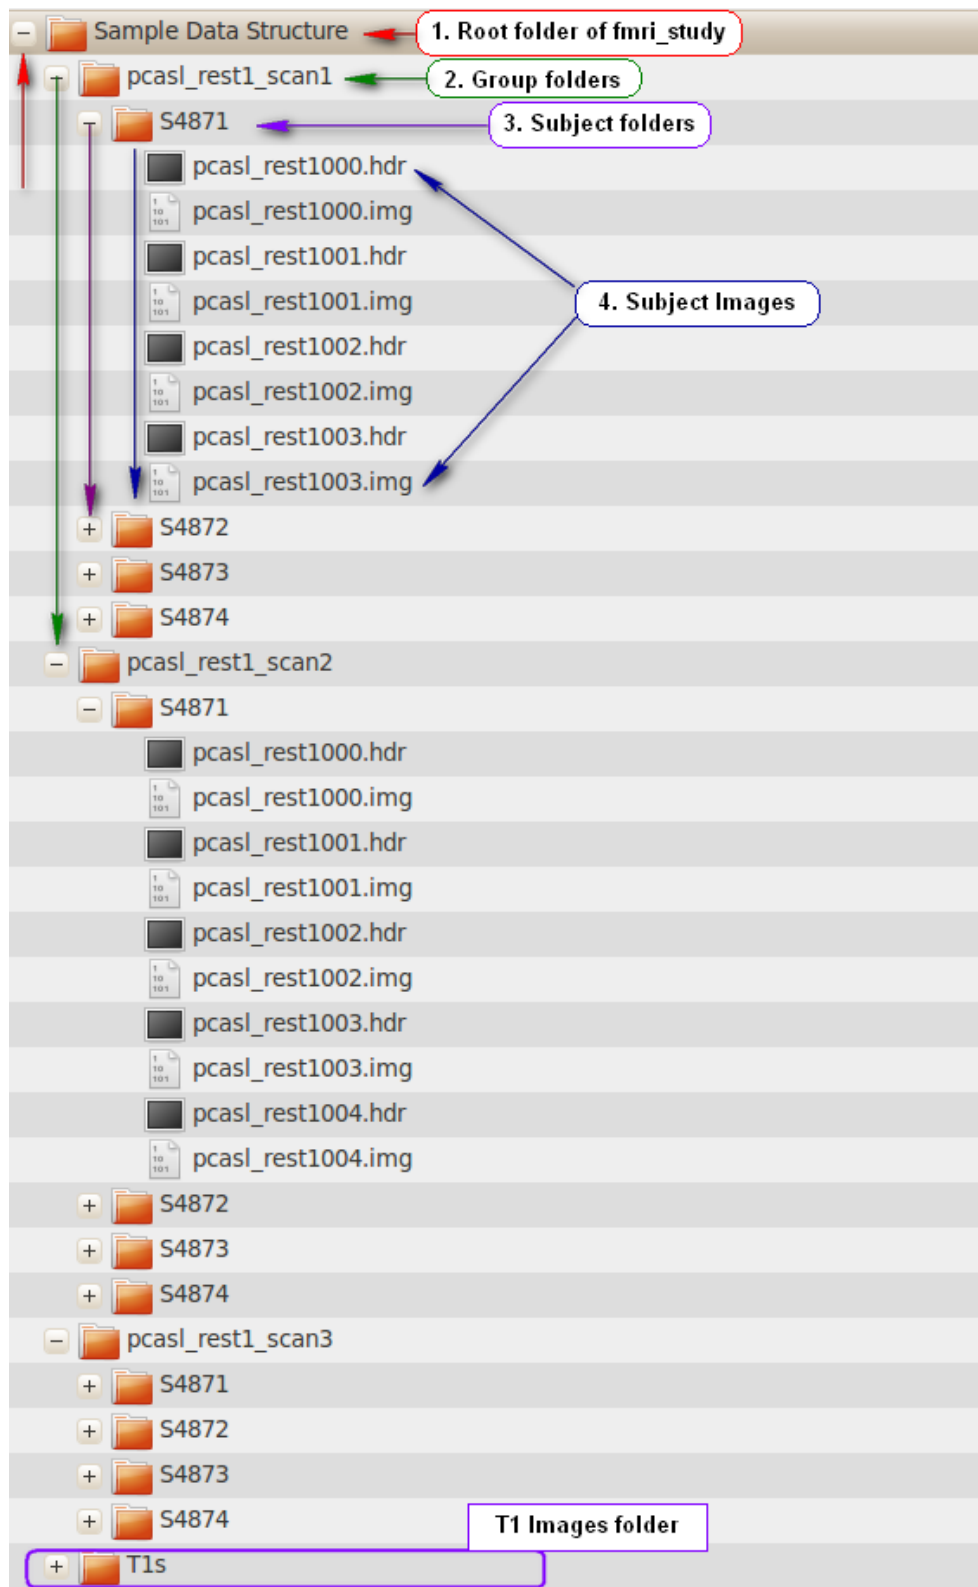 Sample Data Structure 1. Root folder of fmri_study
pcasl_rest1_scan1 2. Group folders
S4871 3. Subject folders
pcasl_rest1000.hdr
pcasl_rest1000.img
pcasl_rest1001.hdr
pcasl_rest1001.img 4. Subject Images
pcasl_rest1002.hdr
pcasl_rest1002.img
pcasl_rest1003.hdr
pcasl_rest1003.img
S4872
S4873
S4874
pcasl_rest1_scan2
S4871
pcasl_rest1000.hdr
pcasl_rest1000.img
pcasl_rest1001.hdr
pcasl_rest1001.img
pcasl_rest1002.hdr
pcasl_rest1002.img
pcasl_rest1003.hdr
pcasl_rest1003.img
pcasl_rest1004.hdr
pcasl_rest1004.img
S4872
S4873
S4874
pcasl_rest1_scan3
S4871
S4872
S4873
S4874 T1 Images folder
T1s